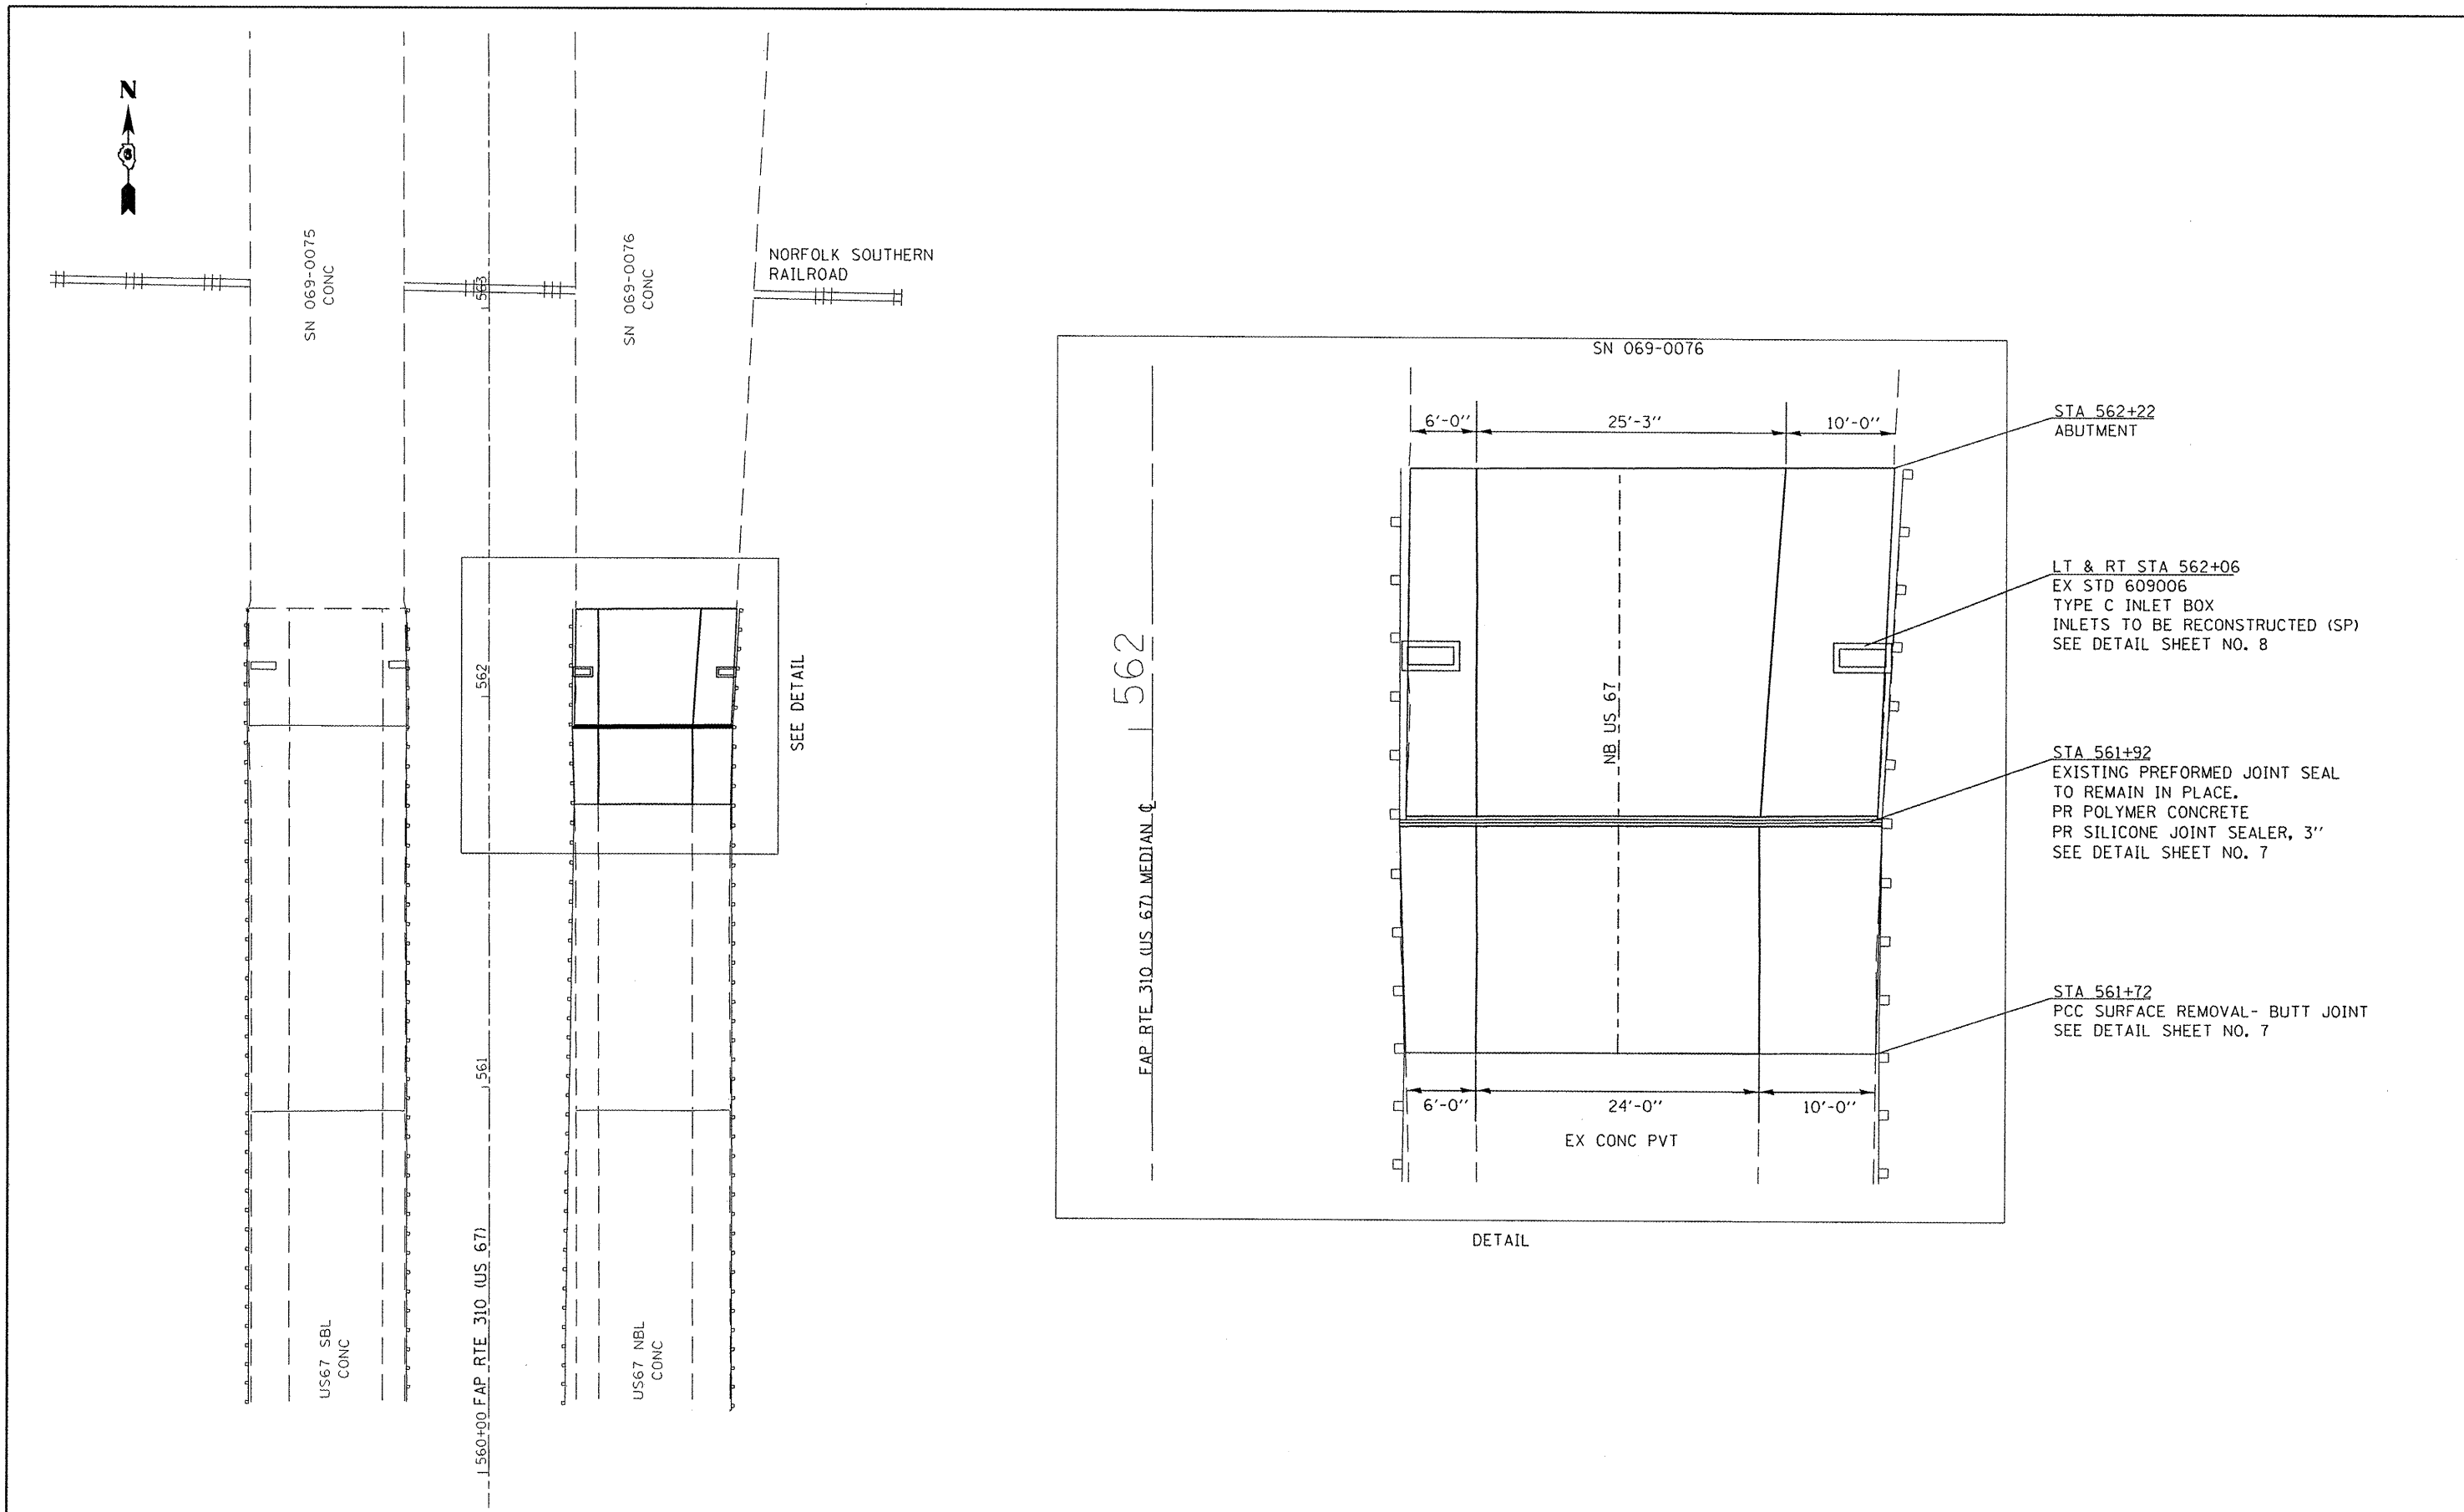 N
SN 069-0075
CONC
563
SN 069-0076
CONC
NORFOLK SOUTHERN
RAILROAD
562
SEE DETAIL
561
560+00 FAP RTE 310 (US 67)
US67 SBL
CONC
US67 NBL
CONC
SN 069-0076
6'-0"
25'-3"
10'-0"
562
FAP RTE 310 (US 67) MEDIAN ℄
NB US 67
6'-0"
24'-0"
10'-0"
EX CONC PVT
DETAIL
STA 562+22
ABUTMENT
LT & RT STA 562+06
EX STD 609006
TYPE C INLET BOX
INLETS TO BE RECONSTRUCTED (SP)
SEE DETAIL SHEET NO. 8
STA 561+92
EXISTING PREFORMED JOINT SEAL
TO REMAIN IN PLACE.
PR POLYMER CONCRETE
PR SILICONE JOINT SEALER, 3"
SEE DETAIL SHEET NO. 7
STA 561+72
PCC SURFACE REMOVAL- BUTT JOINT
SEE DETAIL SHEET NO. 7